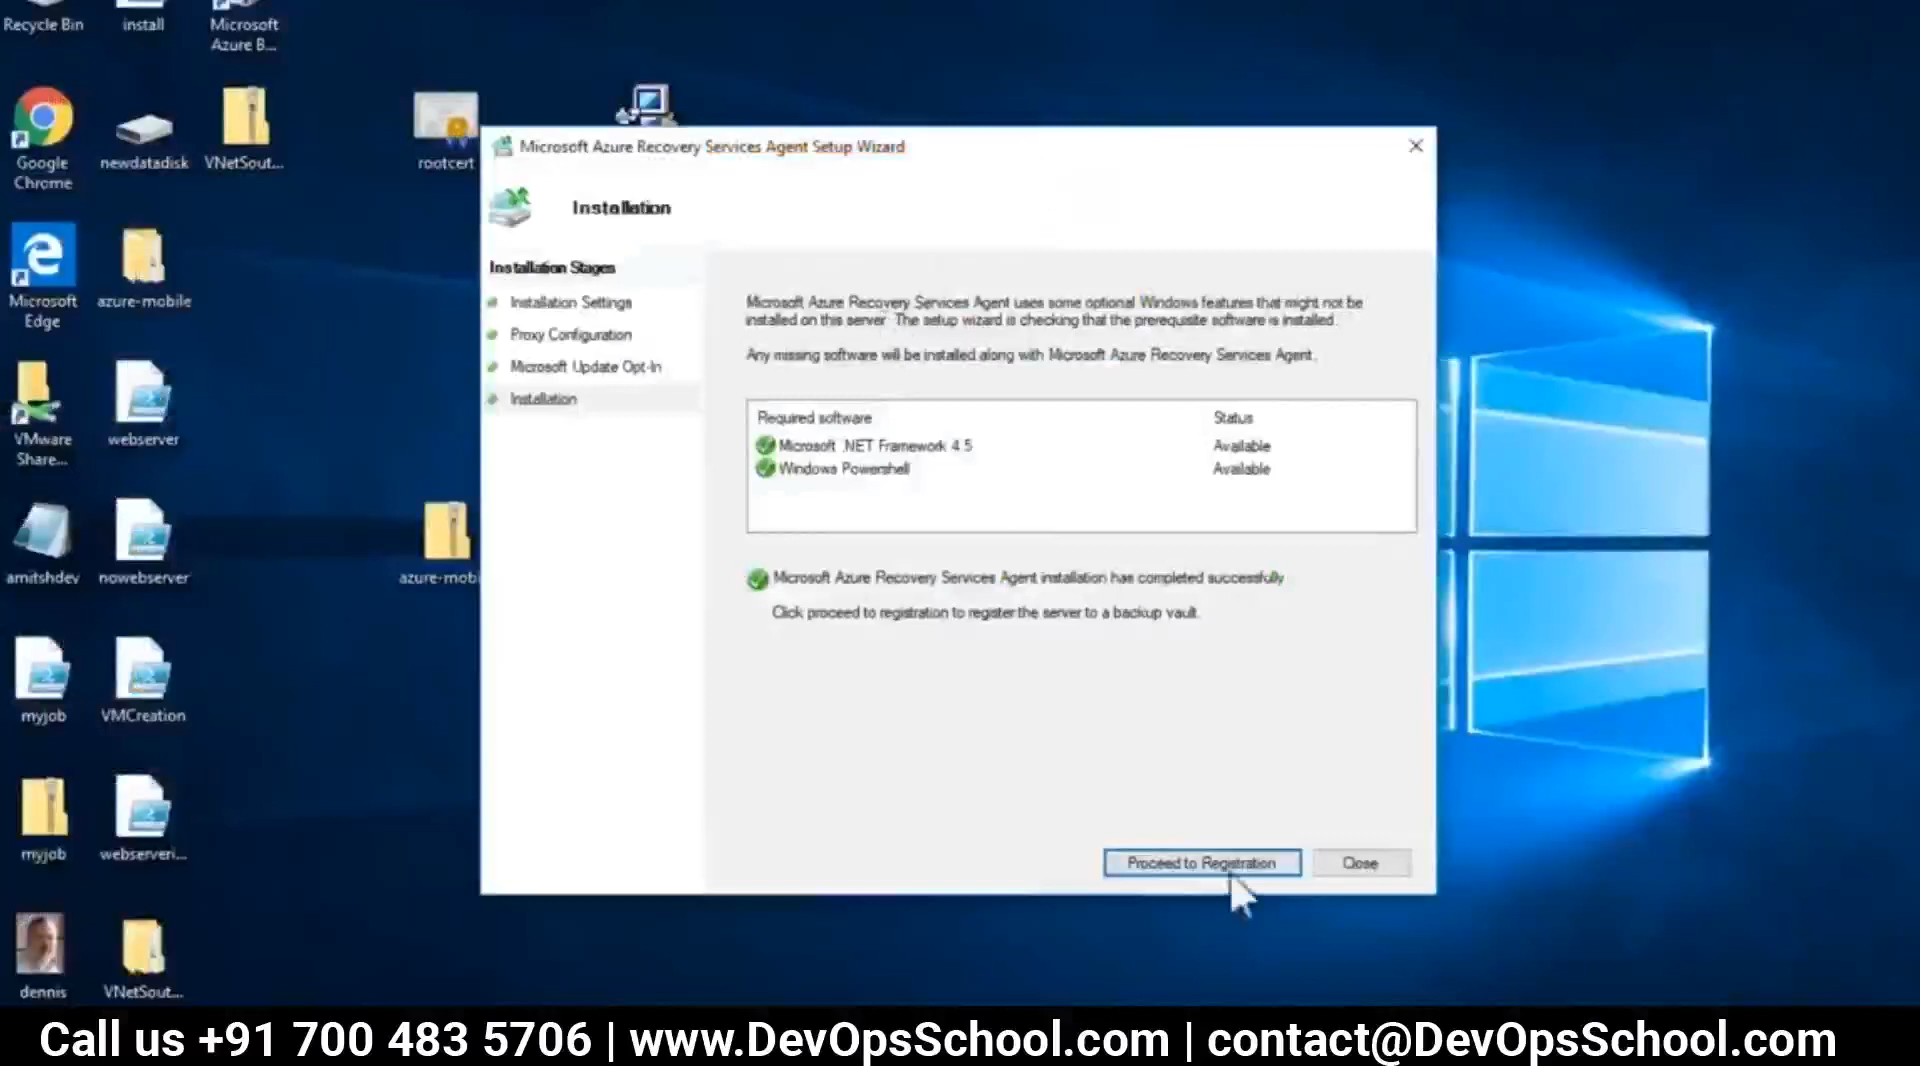 Recycle Bin
install
Microsoft
Azure B...
Google
Chrome
newdatadisk
VNetSout...
rootcert
Microsoft
Edge
azure-mobile
VMware
Share...
webserver
amitshdev
nowebserver
azure-mobi
myjob
VMCreation
myjob
webserveri...
dennis
VNetSout...
Microsoft Azure Recovery Services Agent Setup Wizard
Installation
Installation Stages
Installation Settings
Proxy Configuration
Microsoft Update Opt-In
Installation
Microsoft Azure Recovery Services Agent uses some optional Windows features that might not be
installed on this server. The setup wizard is checking that the prerequisite software is installed.
Any missing software will be installed along with Microsoft Azure Recovery Services Agent.
Required software Status
Microsoft .NET Framework 4.5 Available
Windows Powershell Available
Microsoft Azure Recovery Services Agent installation has completed successfully
Click proceed to registration to register the server to a backup vault.
Proceed to Registration Close
Call us +91 700 483 5706 | www.DevOpsSchool.com | contact@DevOpsSchool.com